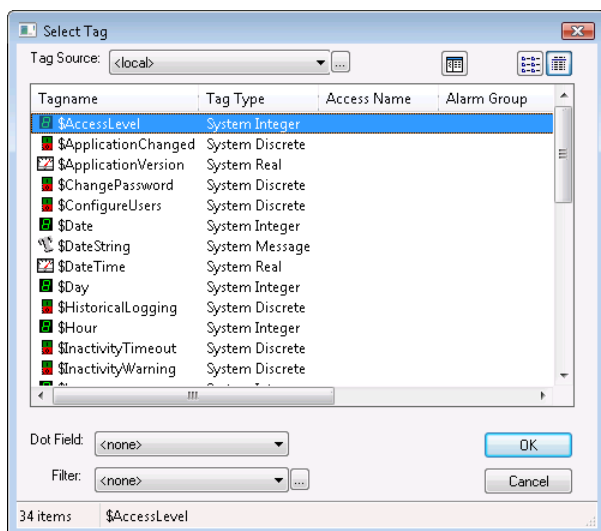 Select Tag
Tag Source: <local> ...
Tagname Tag Type Access Name Alarm Group
$AccessLevel System Integer
$ApplicationChanged System Discrete
$ApplicationVersion System Real
$ChangePassword System Discrete
$ConfigureUsers System Discrete
$Date System Integer
$DateString System Message
$DateTime System Real
$Day System Integer
$HistoricalLogging System Discrete
$Hour System Integer
$InactivityTimeout System Discrete
$InactivityWarning System Discrete
Dot Field: <none> OK
Filter: <none> ... Cancel
34 items $AccessLevel